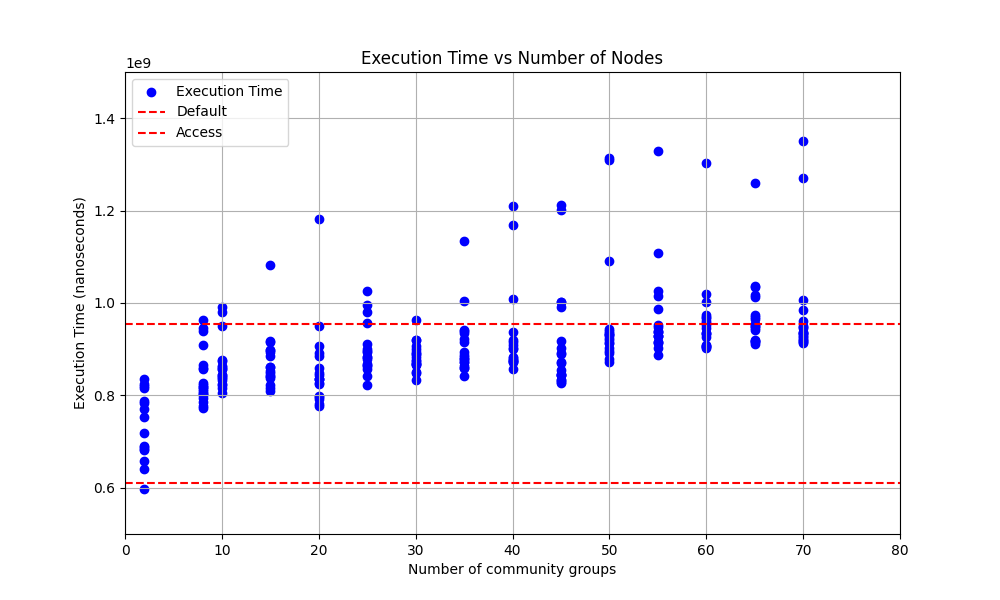 Execution Time vs Number of Nodes
1e9
Execution Time
Default
Access
1.4
1.2
1.0
0.8
0.6
Execution Time (nanoseconds)
0 10 20 30 40 50 60 70 80
Number of community groups